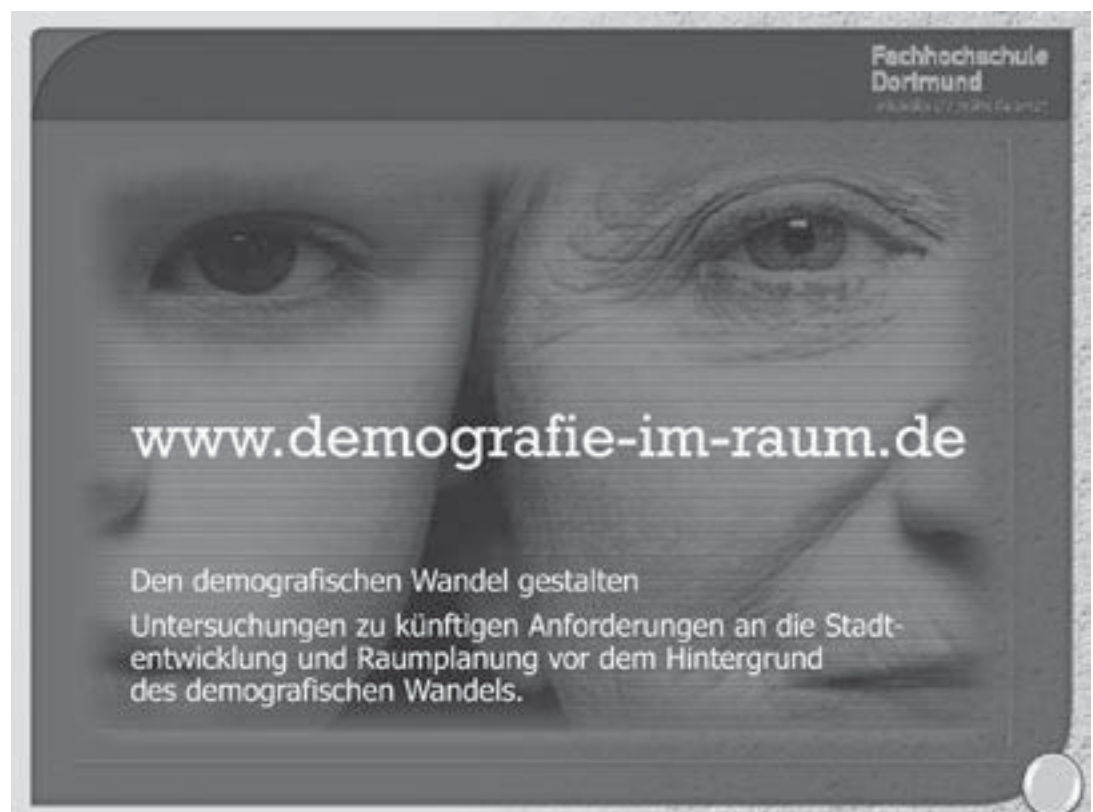 Fachhochschule
Dortmund
www.demografie-im-raum.de
Den demografischen Wandel gestalten
Untersuchungen zu künftigen Anforderungen an die Stadt-
entwicklung und Raumplanung vor dem Hintergrund
des demografischen Wandels.